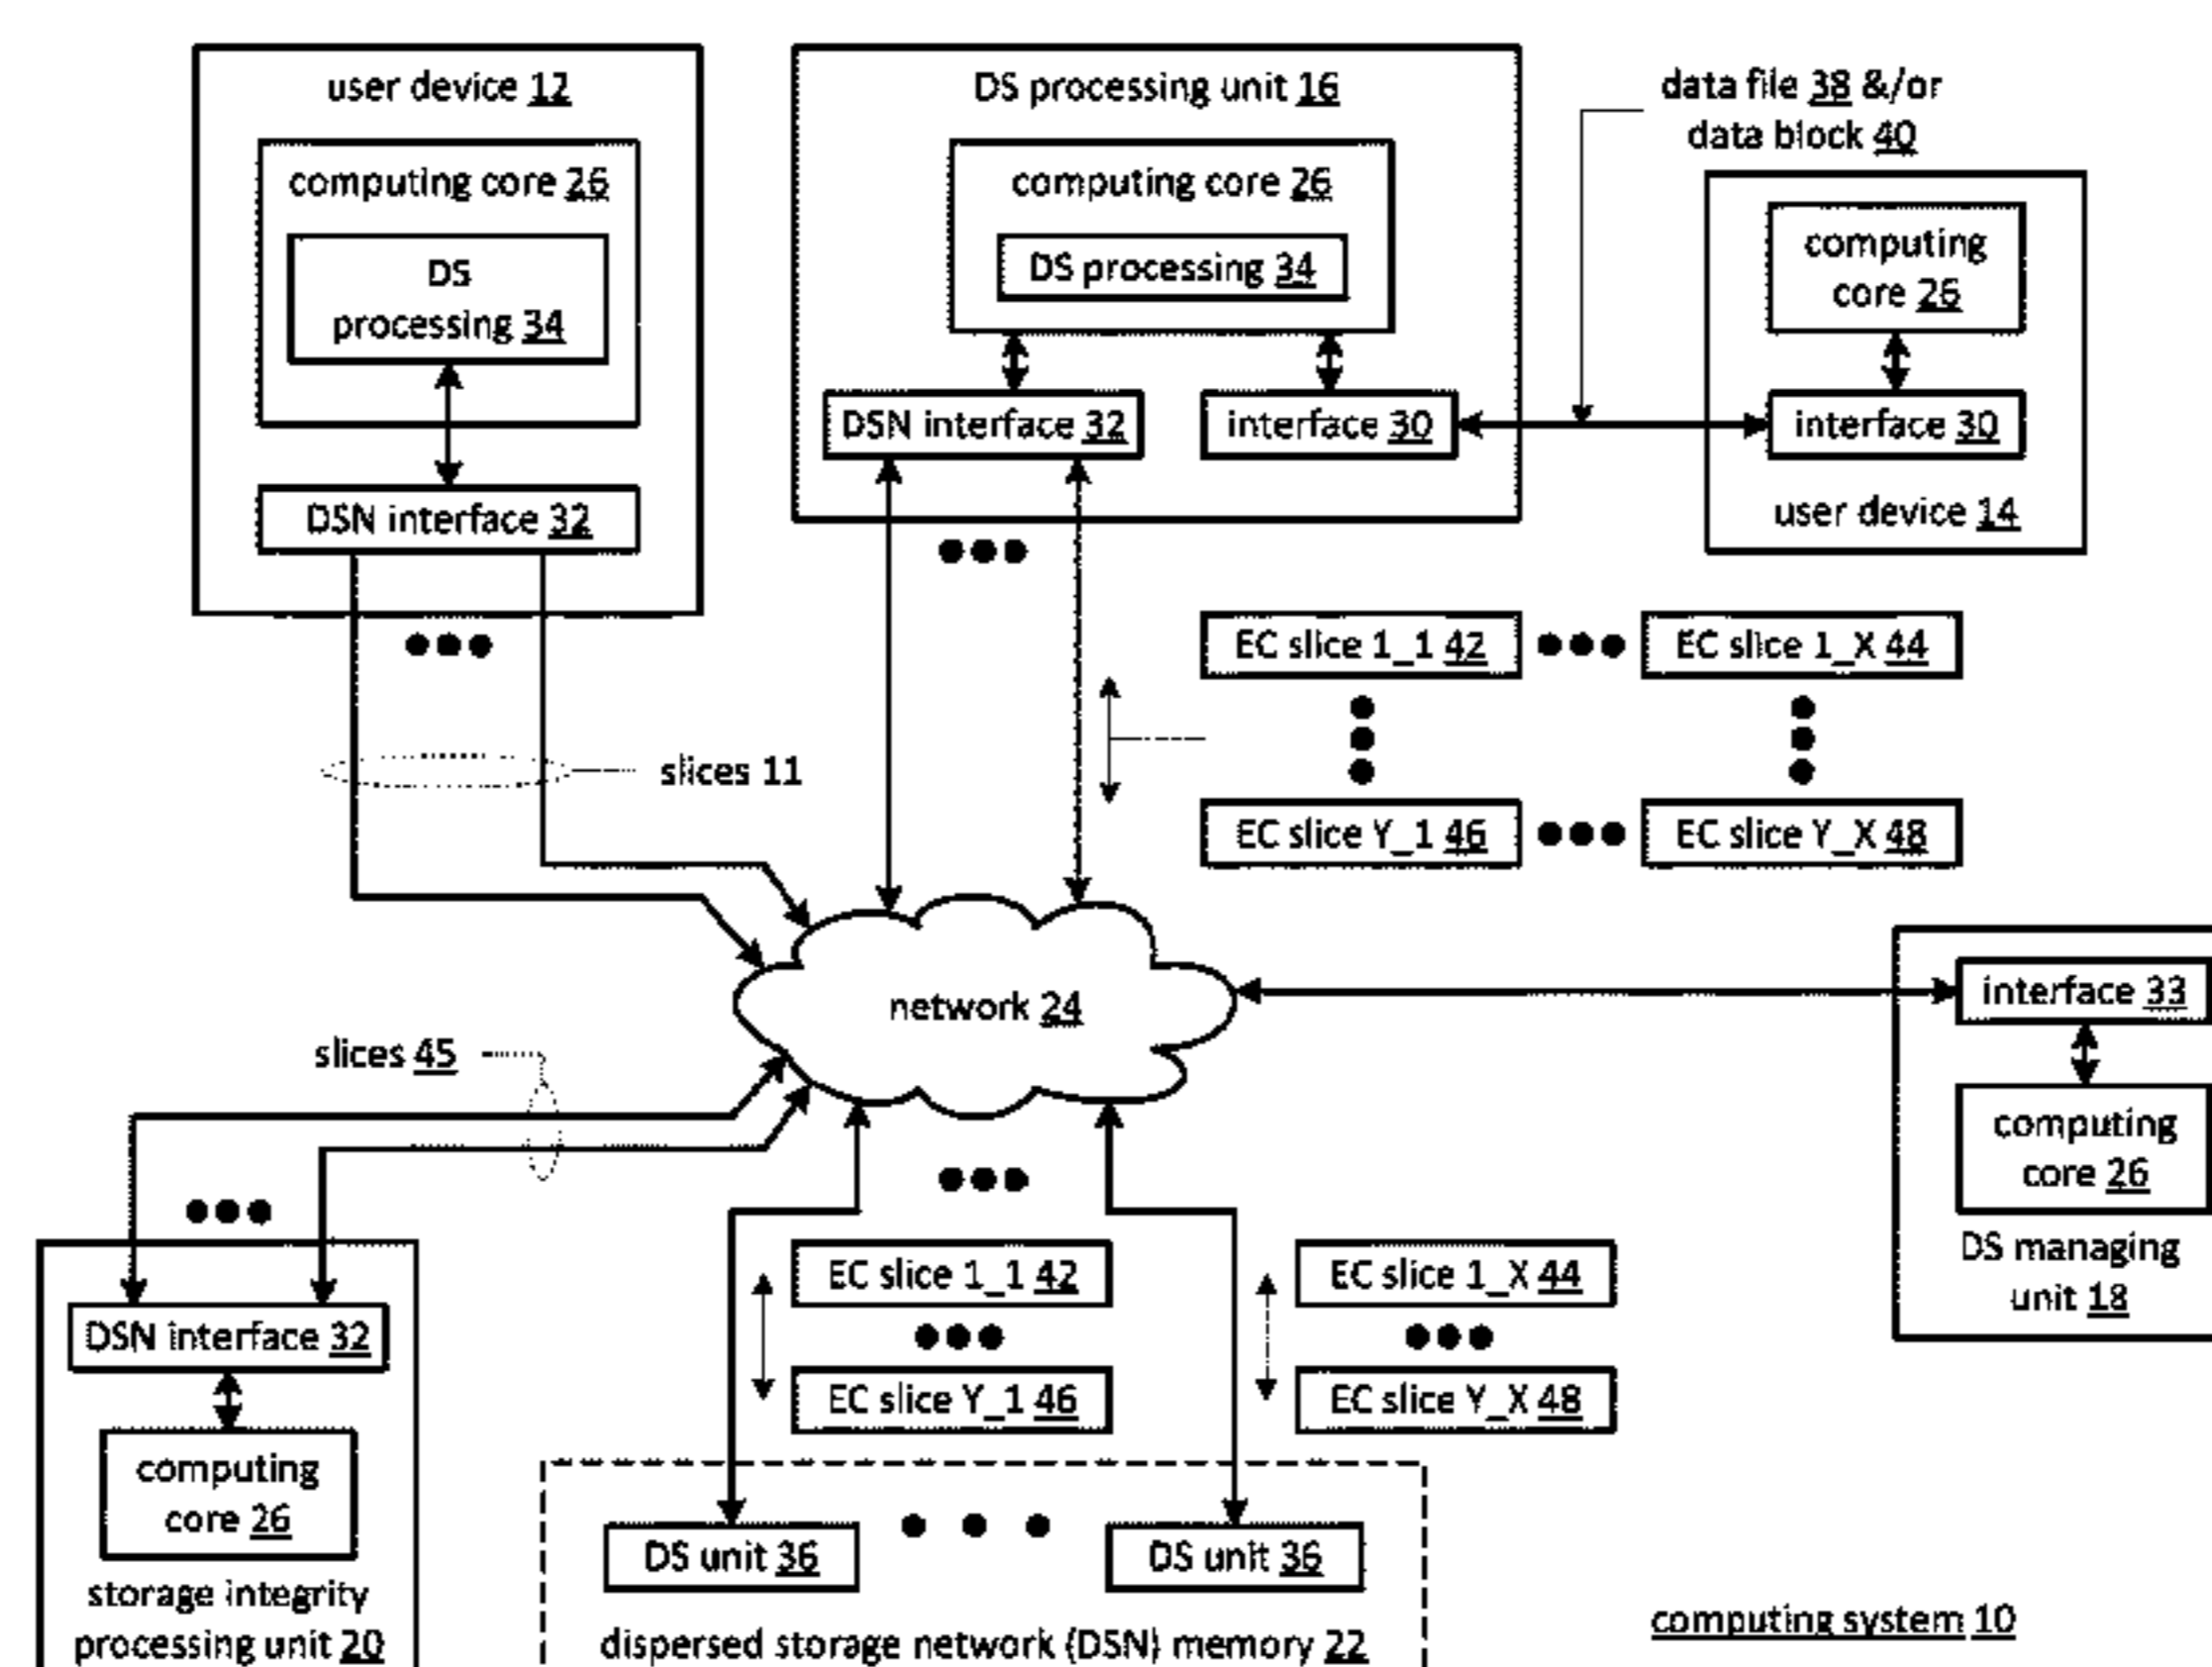 user device 12
computing core 26
DS
processing 34
DSN interface 32
slices 11
DS processing unit 16
computing core 26
DS processing 34
DSN interface 32
interface 30
data file 38 &/or
data block 40
computing
core 26
interface 30
user device 14
EC slice 1_1 42
EC slice 1_X 44
EC slice Y_1 46
EC slice Y_X 48
network 24
interface 33
computing
core 26
DS managing
unit 18
slices 45
DSN interface 32
computing
core 26
storage integrity
processing unit 20
EC slice 1_1 42
EC slice 1_X 44
EC slice Y_1 46
EC slice Y_X 48
DS unit 36
DS unit 36
dispersed storage network (DSN) memory 22
computing system 10